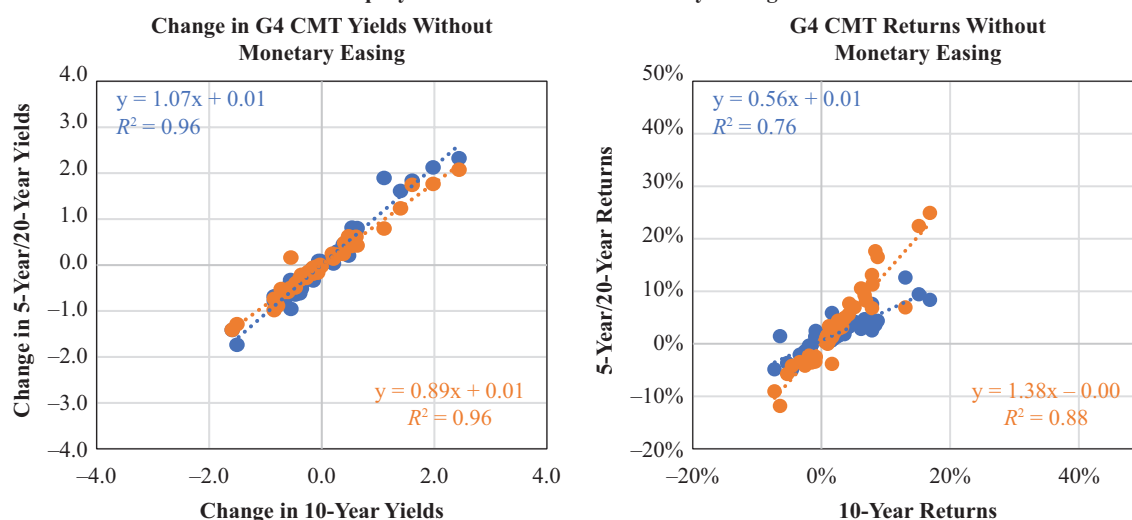 Change in G4 CMT Yields Without
Monetary Easing
4.0
3.0
2.0
1.0
0.0
–1.0
–2.0
–3.0
–4.0
Change in 5-Year/20-Year Yields
y = 1.07x + 0.01
R² = 0.96
y = 0.89x + 0.01
R² = 0.96
–4.0
–2.0
0.0
2.0
4.0
Change in 10-Year Yields
G4 CMT Returns Without
Monetary Easing
50%
40%
30%
20%
10%
0%
–10%
–20%
5-Year/20-Year Returns
y = 0.56x + 0.01
R² = 0.76
y = 1.38x – 0.00
R² = 0.88
–20%
0%
20%
40%
10-Year Returns